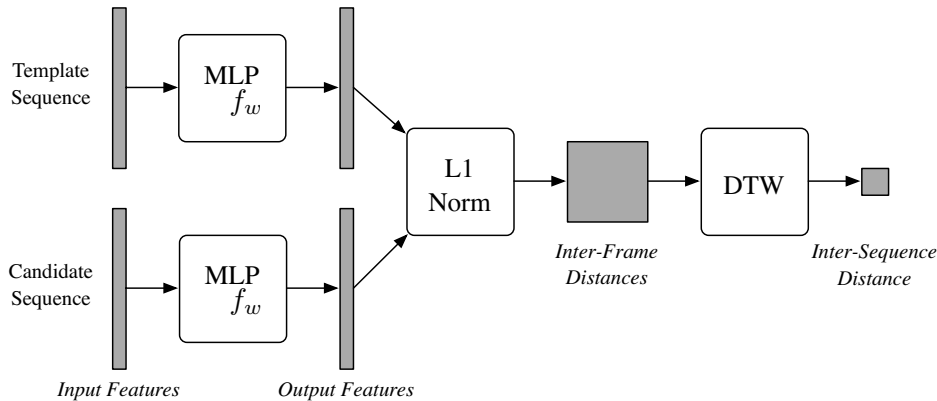 Template
Sequence
MLP
f_w
L1
Norm
DTW
Inter-Frame
Distances
Inter-Sequence
Distance
Candidate
Sequence
MLP
f_w
Input Features
Output Features